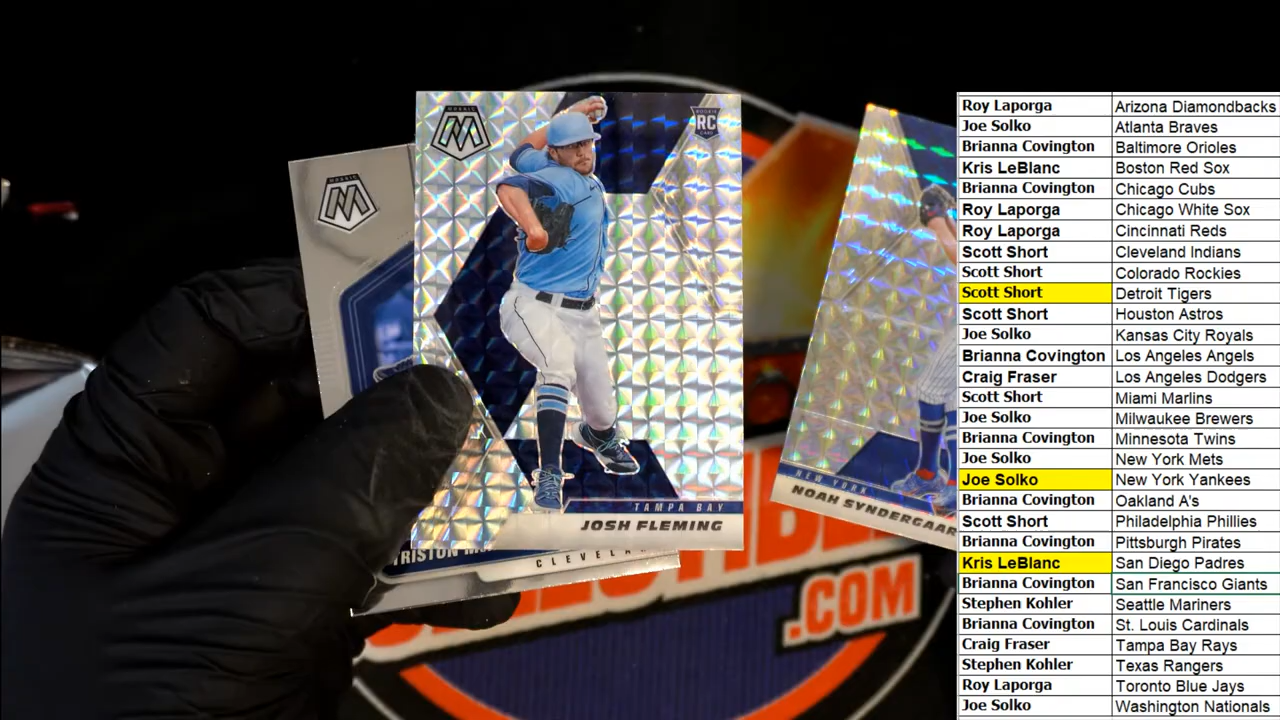 MOSAIC
MOSAIC
ROOKIE
RC
CARD
TAMPA BAY
JOSH FLEMING
TRISTON
CLEVELA
NEW YORK
NOAH SYNDERGAAR
.COM
Roy Laporga Arizona Diamondbacks
Joe Solko Atlanta Braves
Brianna Covington Baltimore Orioles
Kris LeBlanc Boston Red Sox
Brianna Covington Chicago Cubs
Roy Laporga Chicago White Sox
Roy Laporga Cincinnati Reds
Scott Short Cleveland Indians
Scott Short Colorado Rockies
Scott Short Detroit Tigers
Scott Short Houston Astros
Joe Solko Kansas City Royals
Brianna Covington Los Angeles Angels
Craig Fraser Los Angeles Dodgers
Scott Short Miami Marlins
Joe Solko Milwaukee Brewers
Brianna Covington Minnesota Twins
Joe Solko New York Mets
Joe Solko New York Yankees
Brianna Covington Oakland A's
Scott Short Philadelphia Phillies
Brianna Covington Pittsburgh Pirates
Kris LeBlanc San Diego Padres
Brianna Covington San Francisco Giants
Stephen Kohler Seattle Mariners
Brianna Covington St. Louis Cardinals
Craig Fraser Tampa Bay Rays
Stephen Kohler Texas Rangers
Roy Laporga Toronto Blue Jays
Joe Solko Washington Nationals